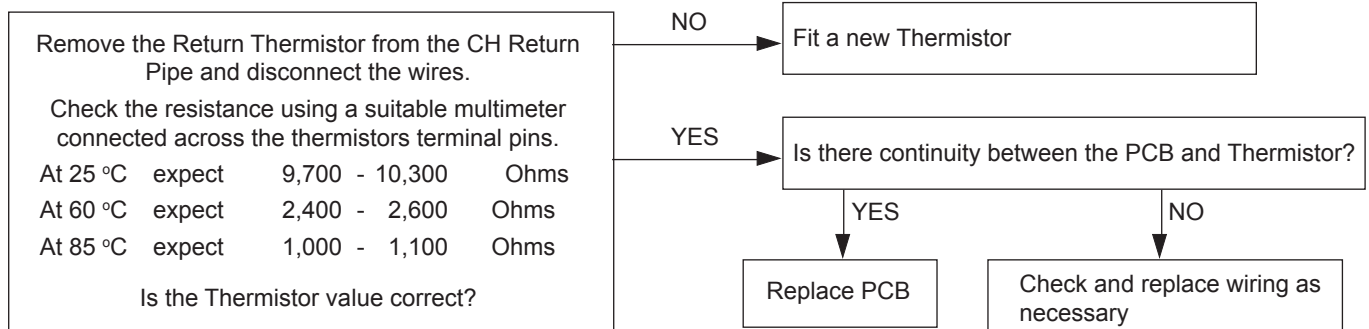 Remove the Return Thermistor from the CH Return
Pipe and disconnect the wires.
Check the resistance using a suitable multimeter
connected across the thermistors terminal pins.
At 25 ºC expect 9,700 - 10,300 Ohms
At 60 ºC expect 2,400 - 2,600 Ohms
At 85 ºC expect 1,000 - 1,100 Ohms
Is the Thermistor value correct?
NO
Fit a new Thermistor
YES
Is there continuity between the PCB and Thermistor?
YES
Replace PCB
NO
Check and replace wiring as
necessary